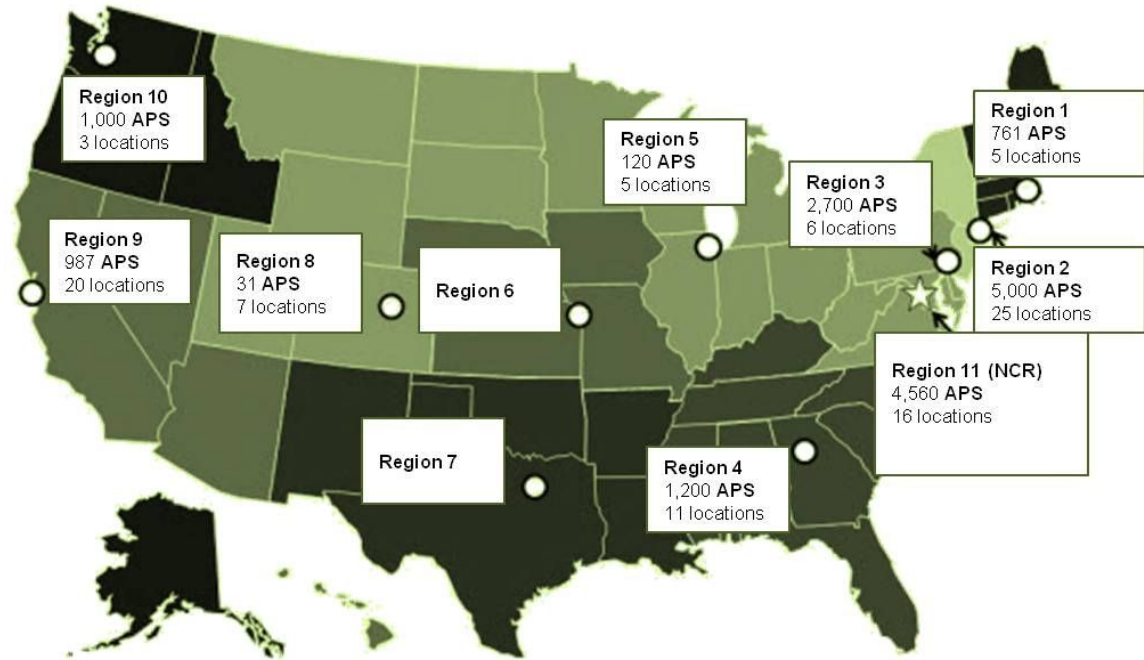 Region 10
1,000 APS
3 locations
Region 9
987 APS
20 locations
Region 8
31 APS
7 locations
Region 6
Region 7
Region 5
120 APS
5 locations
Region 4
1,200 APS
11 locations
Region 3
2,700 APS
6 locations
Region 1
761 APS
5 locations
Region 2
5,000 APS
25 locations
Region 11 (NCR)
4,560 APS
16 locations